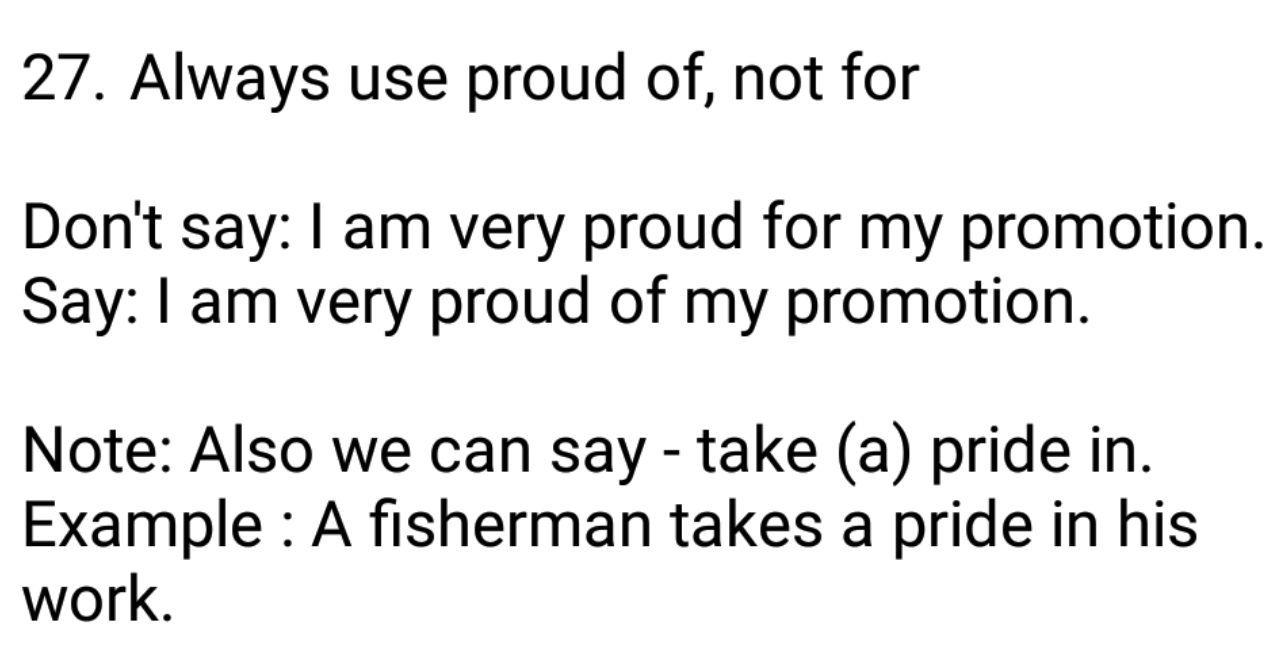 27. Always use proud of, not for
Don't say: I am very proud for my promotion.
Say: I am very proud of my promotion.
Note: Also we can say - take (a) pride in.
Example : A fisherman takes a pride in his
work.